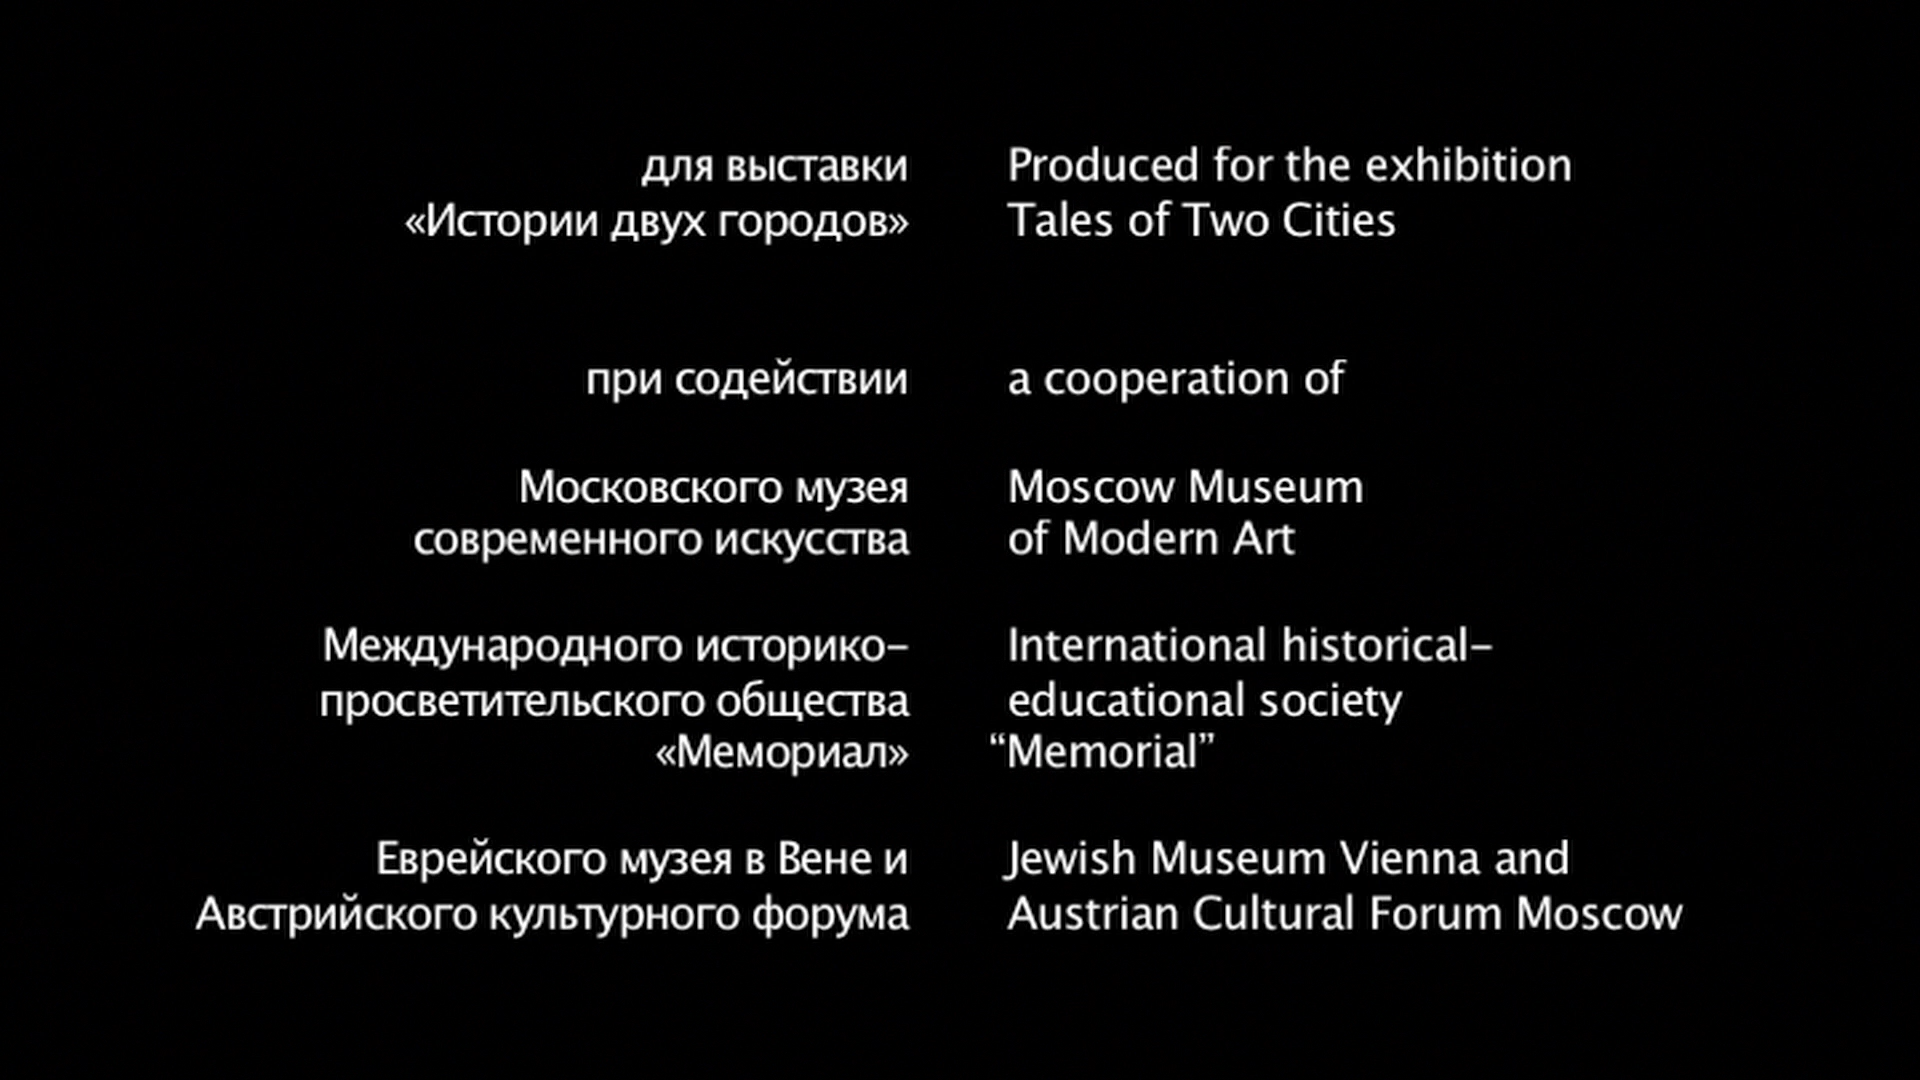 для выставки
«Истории двух городов»
при содействии
Московского музея
современного искусства
Международного историко–
просветительского общества
«Мемориал»
Еврейского музея в Вене и
Австрийского культурного форума
Produced for the exhibition
Tales of Two Cities
a cooperation of
Moscow Museum
of Modern Art
International historical–
educational society
“Memorial”
Jewish Museum Vienna and
Austrian Cultural Forum Moscow